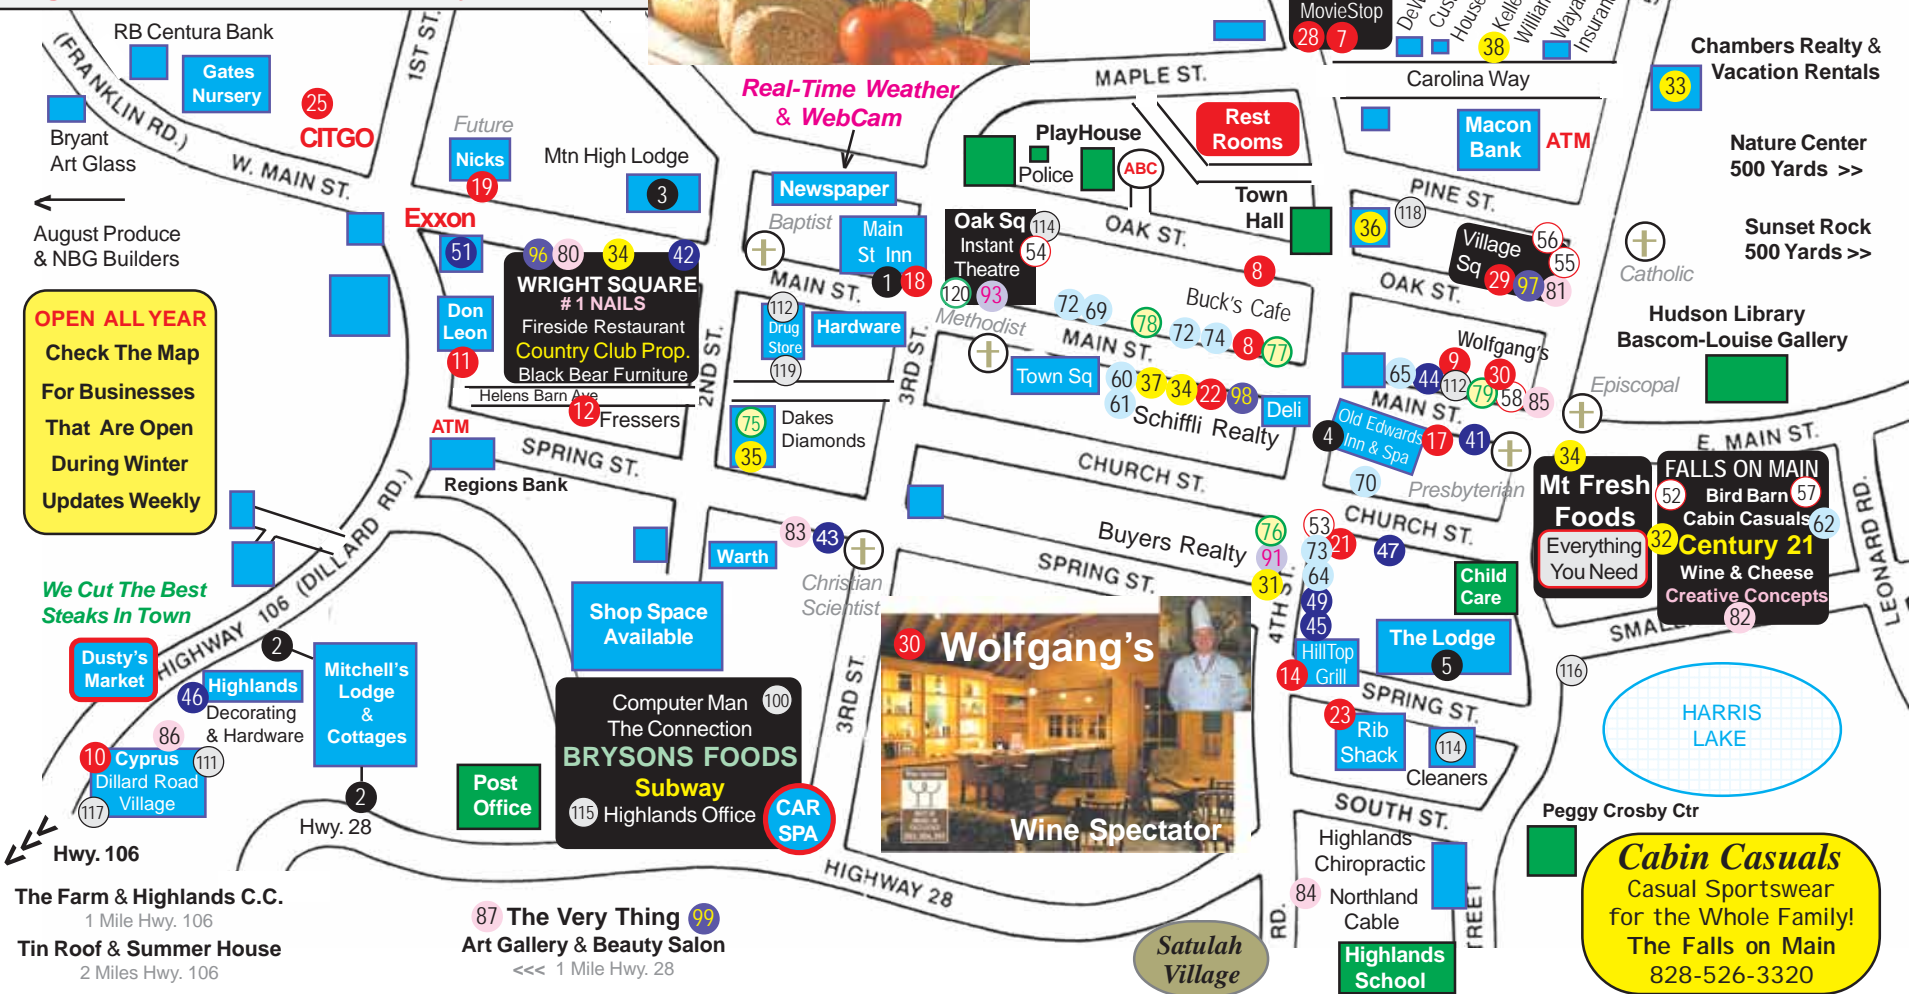 RB Centura Bank
Gates
Nursery
25
CITGO
Bryant
Art Glass
(FRANKLIN RD.)
W. MAIN ST.
1ST ST.
August Produce
& NBG Builders
OPEN ALL YEAR
Check The Map
For Businesses
That Are Open
During Winter
Updates Weekly
Future
Nicks
19
Mtn High Lodge
3
Exxon
51
96
80
34
42
WRIGHT SQUARE
# 1 NAILS
Fireside Restaurant
Country Club Prop.
Black Bear Furniture
Don
Leon
11
Helens Barn Ave
12
Fressers
ATM
Regions Bank
SPRING ST.
2ND ST.
Real-Time Weather
& WebCam
Newspaper
Baptist
Main
St Inn
1
18
MAIN ST.
112
Drug
Store
119
Hardware
3RD ST.
75
35
Dakes
Diamonds
MAPLE ST.
PlayHouse
Police
ABC
Rest
Rooms
Town
Hall
Oak Sq
114
Instant
Theatre
54
120
93
Methodist
OAK ST.
8
Buck's Cafe
72
69
78
72
74
8
77
MAIN ST.
Town Sq
60
37
34
22
98
61
Schiffli Realty
Deli
CHURCH ST.
MovieStop
28
7
38
Carolina Way
Macon
Bank
ATM
PINE ST.
36
118
Village
Sq
56
55
29
97
81
OAK ST.
Wolfgang's
65
44
9
112
30
79
58
85
MAIN ST.
Old Edwards
Inn & Spa
4
17
41
70
Presbyterian
Chambers Realty &
Vacation Rentals
33
Nature Center
500 Yards >>
Sunset Rock
500 Yards >>
Catholic
Hudson Library
Bascom-Louise Gallery
Episcopal
E. MAIN ST.
34
Mt Fresh
Foods
Everything
You Need
FALLS ON MAIN
52
Bird Barn
57
Cabin Casuals
62
32
Century 21
Wine & Cheese
Creative Concepts
82
LEONARD RD.
We Cut The Best
Steaks In Town
HIGHWAY 106 (DILLARD RD.)
Dusty's
Market
2
46
Highlands
Decorating
& Hardware
Mitchell's
Lodge
&
Cottages
2
86
10
Cyprus
111
Dillard Road
Village
117
Hwy. 106
Hwy. 28
The Farm & Highlands C.C.
1 Mile Hwy. 106
Tin Roof & Summer House
2 Miles Hwy. 106
Warth
83
43
Christian
Scientist
Shop Space
Available
Computer Man
100
The Connection
BRYSONS FOODS
Subway
115
Highlands Office
CAR
SPA
Post
Office
3RD ST.
HIGHWAY 28
87
The Very Thing
99
Art Gallery & Beauty Salon
<<< 1 Mile Hwy. 28
Buyers Realty
76
91
31
SPRING ST.
30
Wolfgang's
Wine Spectator
4TH ST.
53
21
73
47
64
49
45
CHURCH ST.
Child
Care
The Lodge
5
HillTop
Grill
14
SPRING ST.
23
Rib
Shack
114
Cleaners
SOUTH ST.
Highlands
Chiropractic
84
Northland
Cable
Highlands
School
RD.
Satulah
Village
116
HARRIS
LAKE
Peggy Crosby Ctr
Cabin Casuals
Casual Sportswear
for the Whole Family!
The Falls on Main
828-526-3320